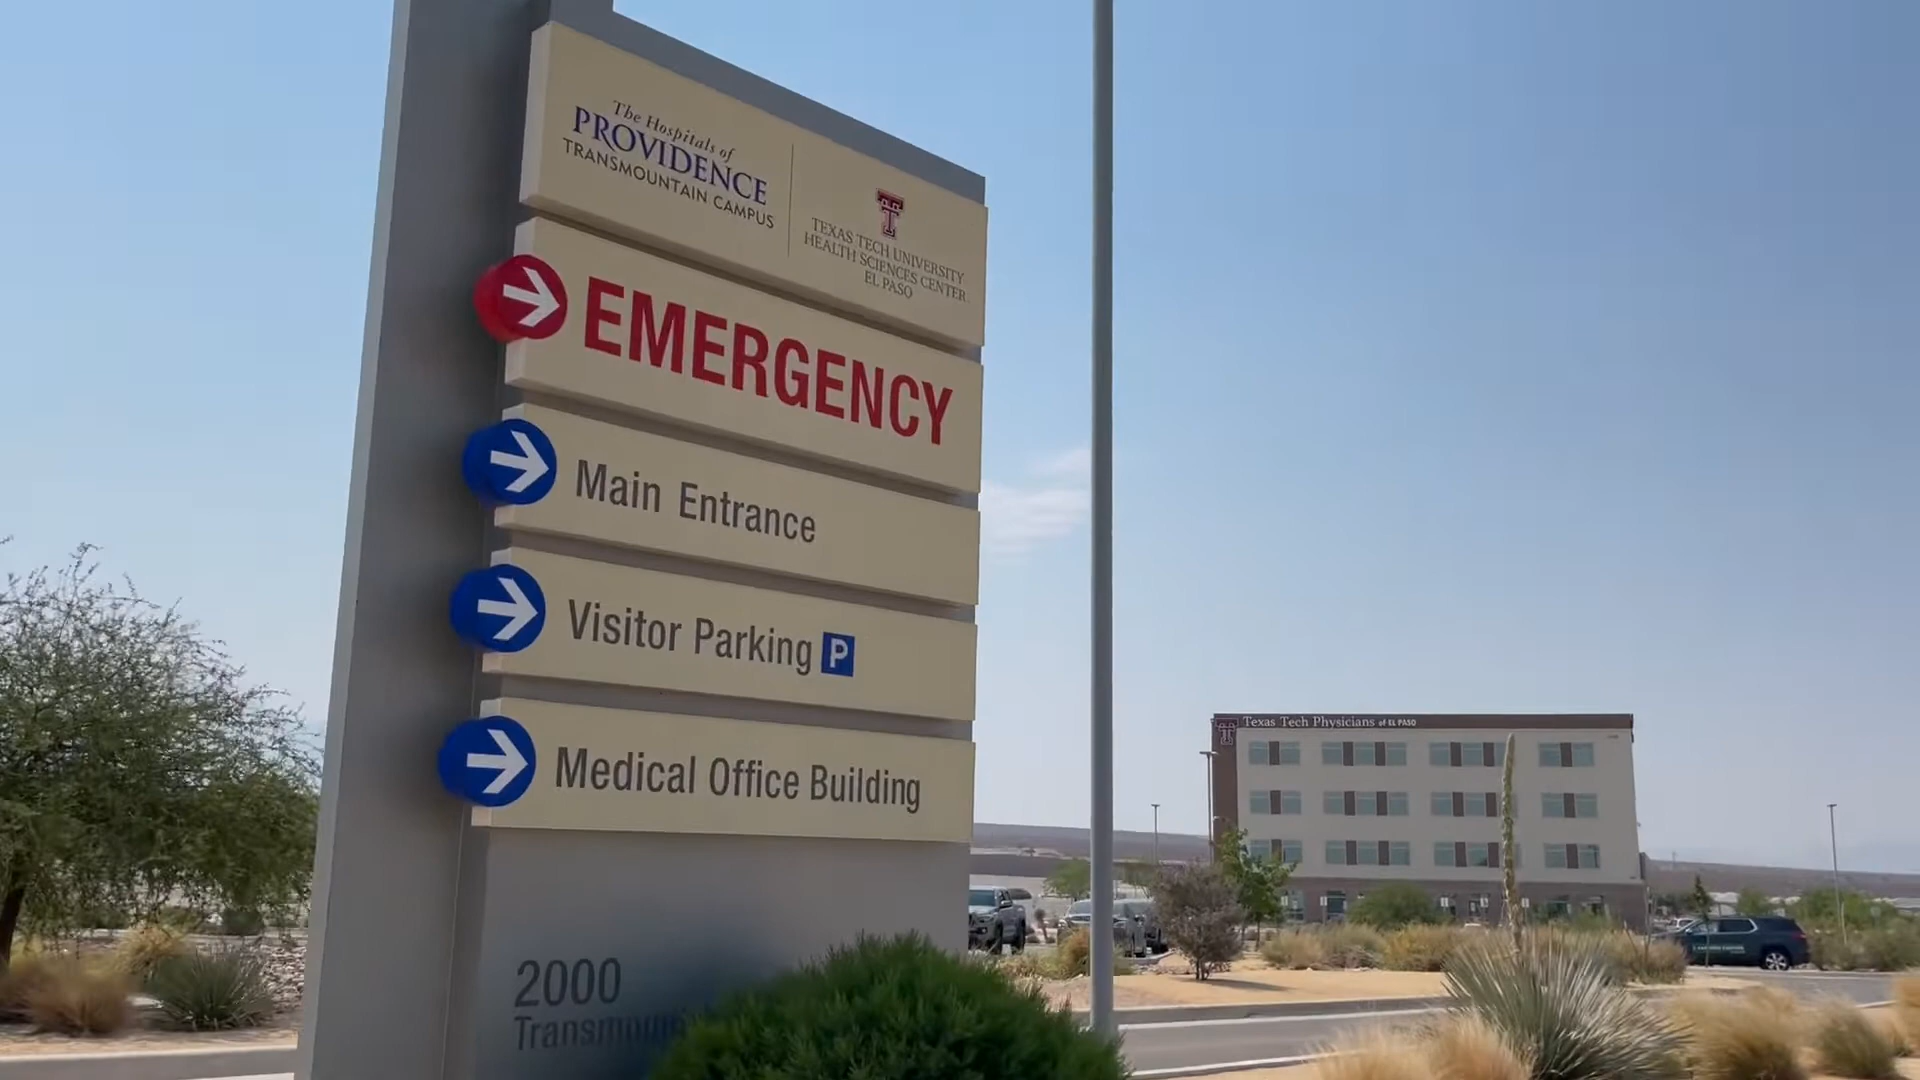 The Hospitals of
PROVIDENCE
TRANSMOUNTAIN CAMPUS
TEXAS TECH UNIVERSITY
HEALTH SCIENCES CENTER
EL PASO
EMERGENCY
Main Entrance
Visitor Parking P
Medical Office Building
2000
Transmoun
Texas Tech Physicians of EL PASO